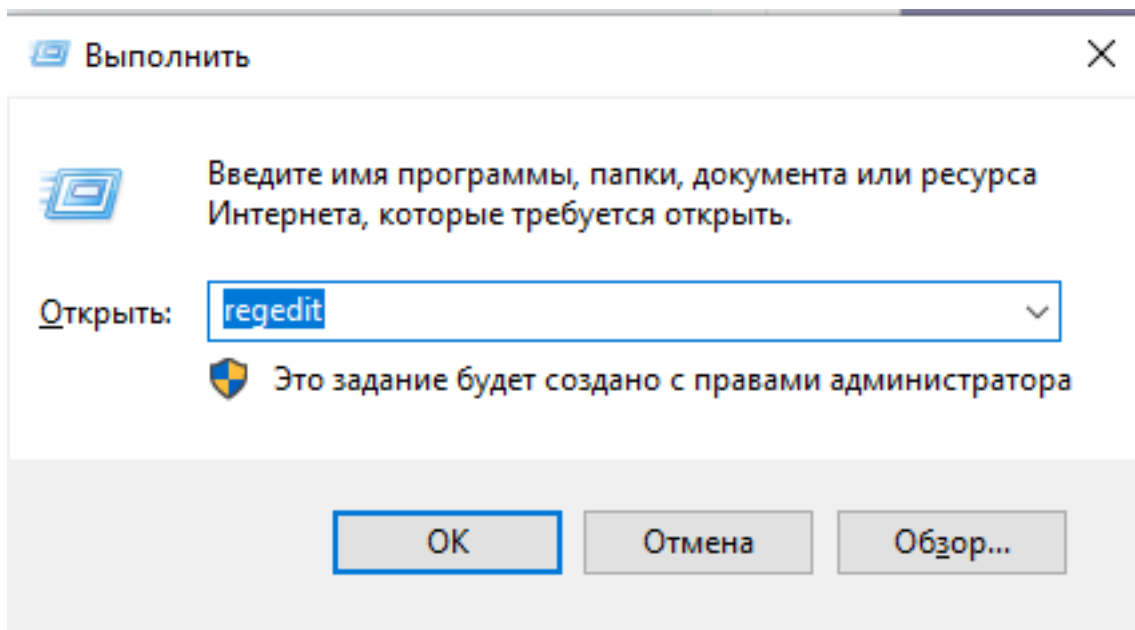 Выполнить
Введите имя программы, папки, документа или ресурса
Интернета, которые требуется открыть.
Открыть: regedit
Это задание будет создано с правами администратора
OK Отмена Обзор...